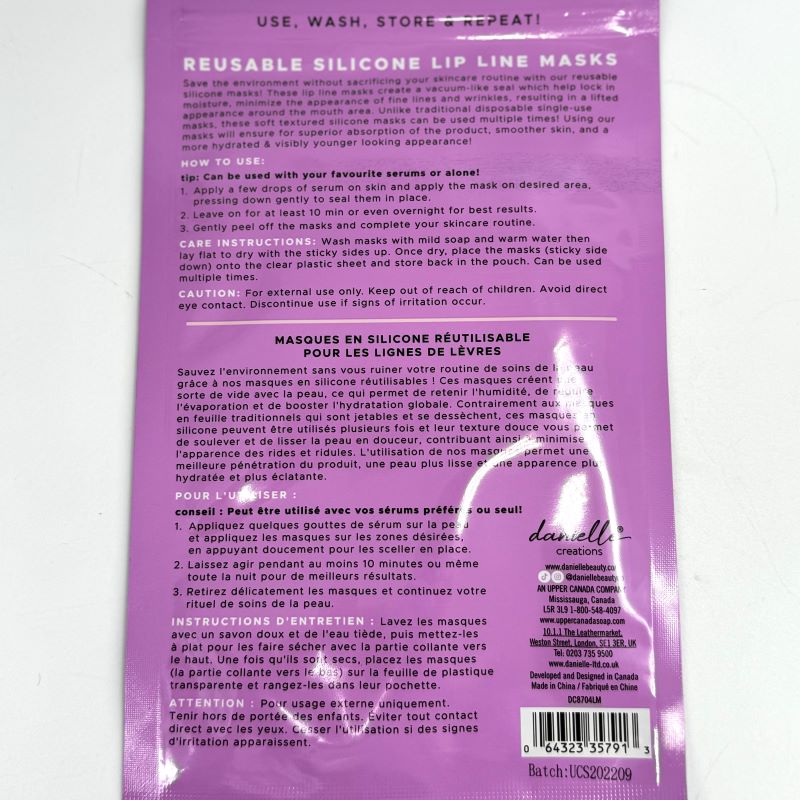 USE, WASH, STORE & REPEAT!
REUSABLE SILICONE LIP LINE MASKS
Save the environment without sacrificing your skincare routine with our reusable
silicone masks! These lip line masks create a vacuum-like seal which help lock in
moisture, minimize the appearance of fine lines and wrinkles, resulting in a lifted
appearance around the mouth area. Unlike traditional disposable single-use
masks, these soft textured silicone masks can be used multiple times! Using our
masks will ensure for superior absorption of the product, smoother skin, and a
more hydrated & visibly younger looking appearance!
HOW TO USE:
tip: Can be used with your favourite serums or alone!
1. Apply a few drops of serum on skin and apply the mask on desired area,
pressing down gently to seal them in place.
2. Leave on for at least 10 min or even overnight for best results.
3. Gently peel off the masks and complete your skincare routine.
CARE INSTRUCTIONS: Wash masks with mild soap and warm water then
lay flat to dry with the sticky sides up. Once dry, place the masks (sticky side
down) onto the clear plastic sheet and store back in the pouch. Can be used
multiple times.
CAUTION: For external use only. Keep out of reach of children. Avoid direct
eye contact. Discontinue use if signs of irritation occur.
MASQUES EN SILICONE RÉUTILISABLE
POUR LES LIGNES DE LÈVRES
Sauvez l'environnement sans vous ruiner votre routine de soins de la peau
grâce à nos masques en silicone réutilisables ! Ces masques créent une
sorte de vide avec la peau, ce qui permet de retenir l'humidité, de réduire
l'évaporation et de booster l'hydratation globale. Contrairement aux masques
en feuille traditionnels qui sont jetables et se dessèchent, ces masques en
silicone peuvent être utilisés plusieurs fois et leur texture douce vous permet
de soulever et de lisser la peau en douceur, contribuant ainsi à minimiser
l'apparence des rides et ridules. L'utilisation de nos masques permet une
meilleure pénétration du produit, une peau plus lisse et une apparence plus
hydratée et plus éclatante.
POUR L'UTILISER :
conseil : Peut être utilisé avec vos sérums préférés ou seul!
1. Appliquez quelques gouttes de sérum sur la peau
et appliquez les masques sur les zones désirées,
en appuyant doucement pour les sceller en place.
2. Laissez agir pendant au moins 10 minutes ou même
toute la nuit pour de meilleurs résultats.
3. Retirez délicatement les masques et continuez votre
rituel de soins de la peau.
INSTRUCTIONS D'ENTRETIEN : Lavez les masques
avec un savon doux et de l'eau tiède, puis mettez-les
à plat pour les faire sécher avec la partie collante vers
le haut. Une fois qu'ils sont secs, placez les masques
(la partie collante vers le bas) sur la feuille de plastique
transparente et rangez-les dans leur pochette.
ATTENTION : Pour usage externe uniquement.
Tenir hors de portée des enfants. Éviter tout contact
direct avec les yeux. Cesser l'utilisation si des signes
d'irritation apparaissent.
danielle®
creations
www.daniellebeauty.co
@daniellebeauty
AN UPPER CANADA COMPANY
Mississauga, Canada
L5R 3L9 1-800-548-4097
www.uppercanadasoap.com
10.1.1 The Leathermarket,
Weston Street, London, SE1 3ER, UK
Tel: 0203 735 9500
www.danielle-ltd.co.uk
Developed and Designed in Canada
Made in China / Fabriqué en Chine
DC8704LM
0 64323 35791 3
Batch:UCS202209